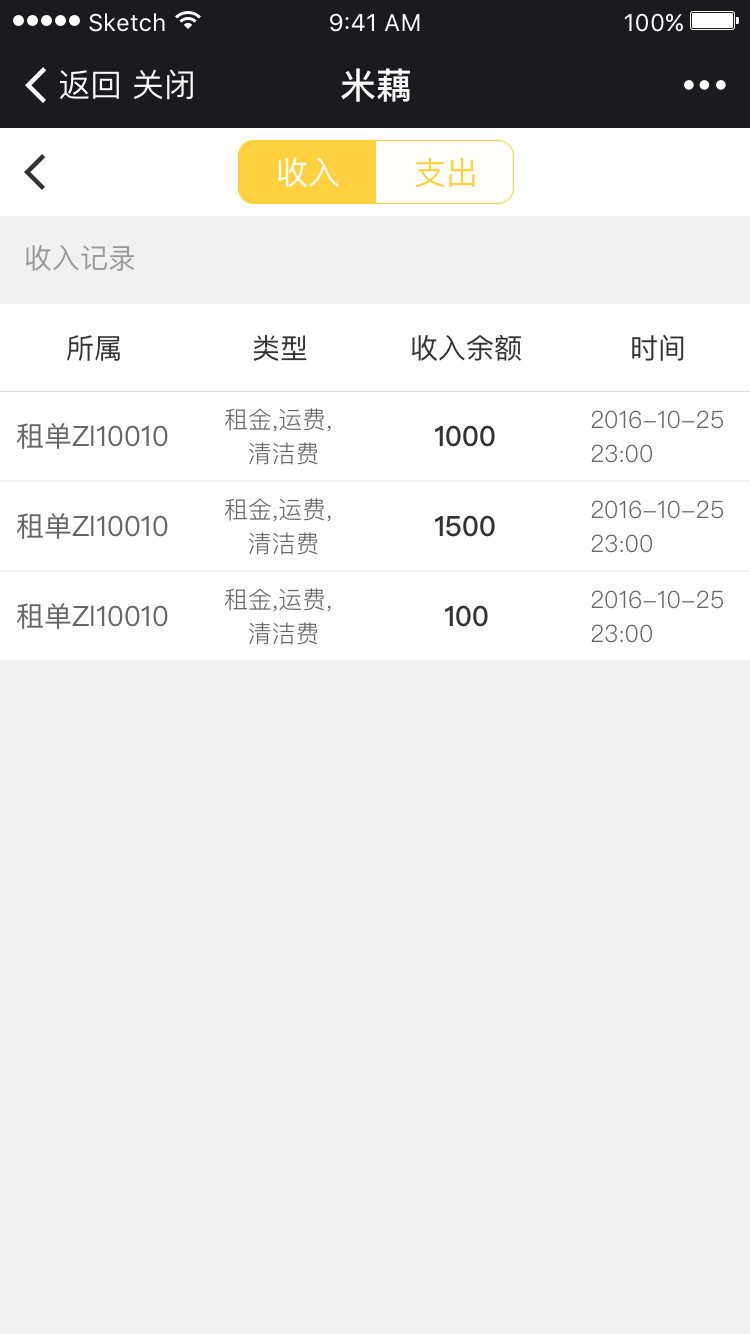 Sketch 9:41 AM 100%
返回 关闭 米藕
收入 支出
收入记录
所属 类型 收入余额 时间
租单Zl10010 租金,运费, 1000 2016-10-25
清洁费 23:00
租单Zl10010 租金,运费, 1500 2016-10-25
清洁费 23:00
租单Zl10010 租金,运费, 100 2016-10-25
清洁费 23:00